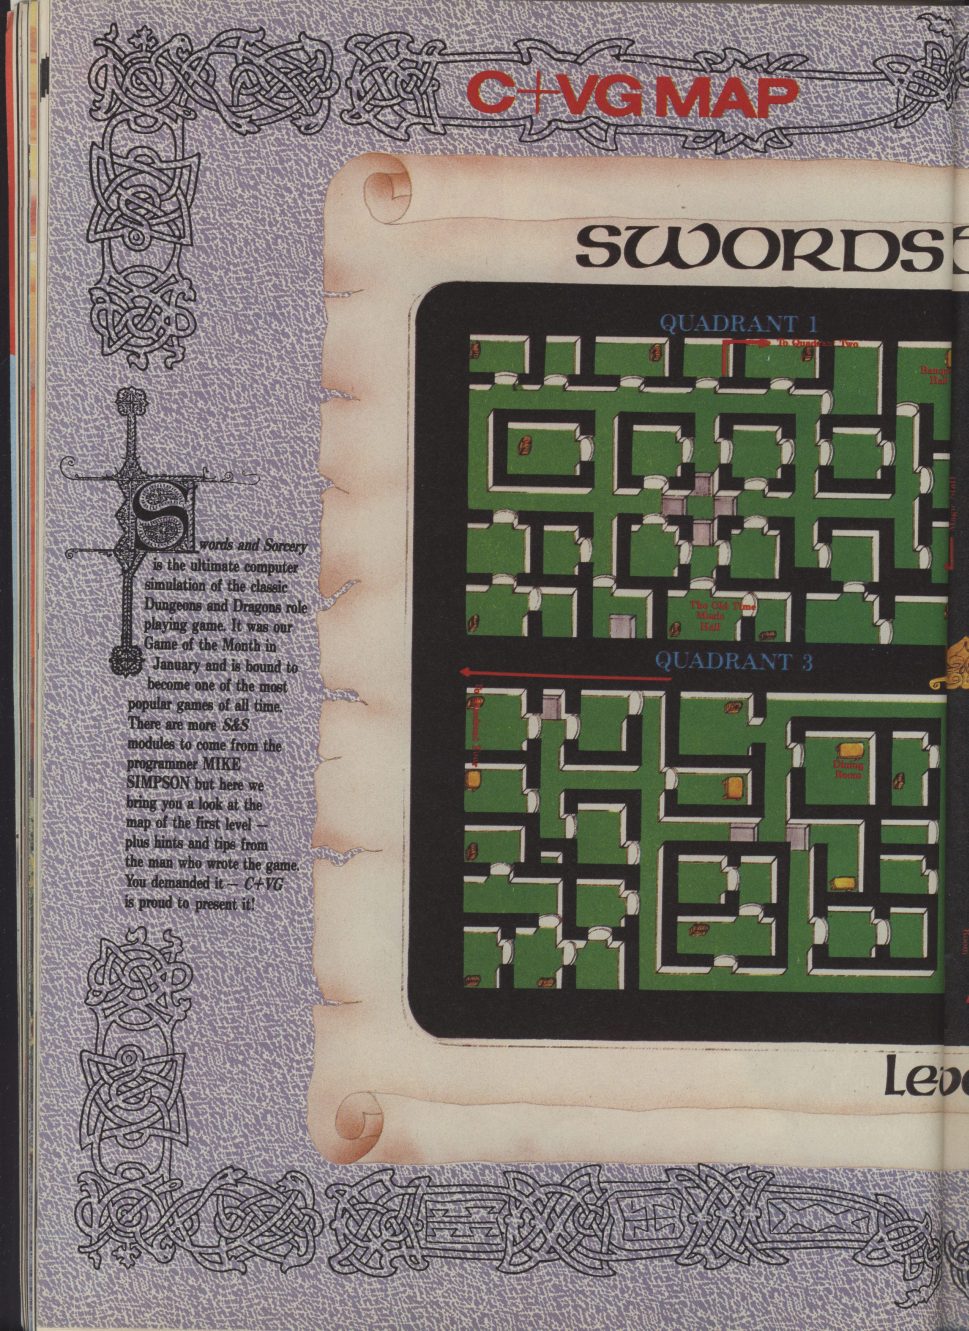 C+VG MAP
SWORDS
QUADRANT 1
To Quadrant Two
Hall
The Old Time
Music
Hall
QUADRANT 3
Dining
Room
Swords and Sorcery
is the ultimate computer
simulation of the classic
Dungeons and Dragons role
playing game. It was our
Game of the Month in
January and is bound to
become one of the most
popular games of all time.
There are more S&S
modules to come from the
programmer MIKE
SIMPSON but here we
bring you a look at the
map of the first level —
plus hints and tips from
the man who wrote the game.
You demanded it — C+VG
is proud to present it!